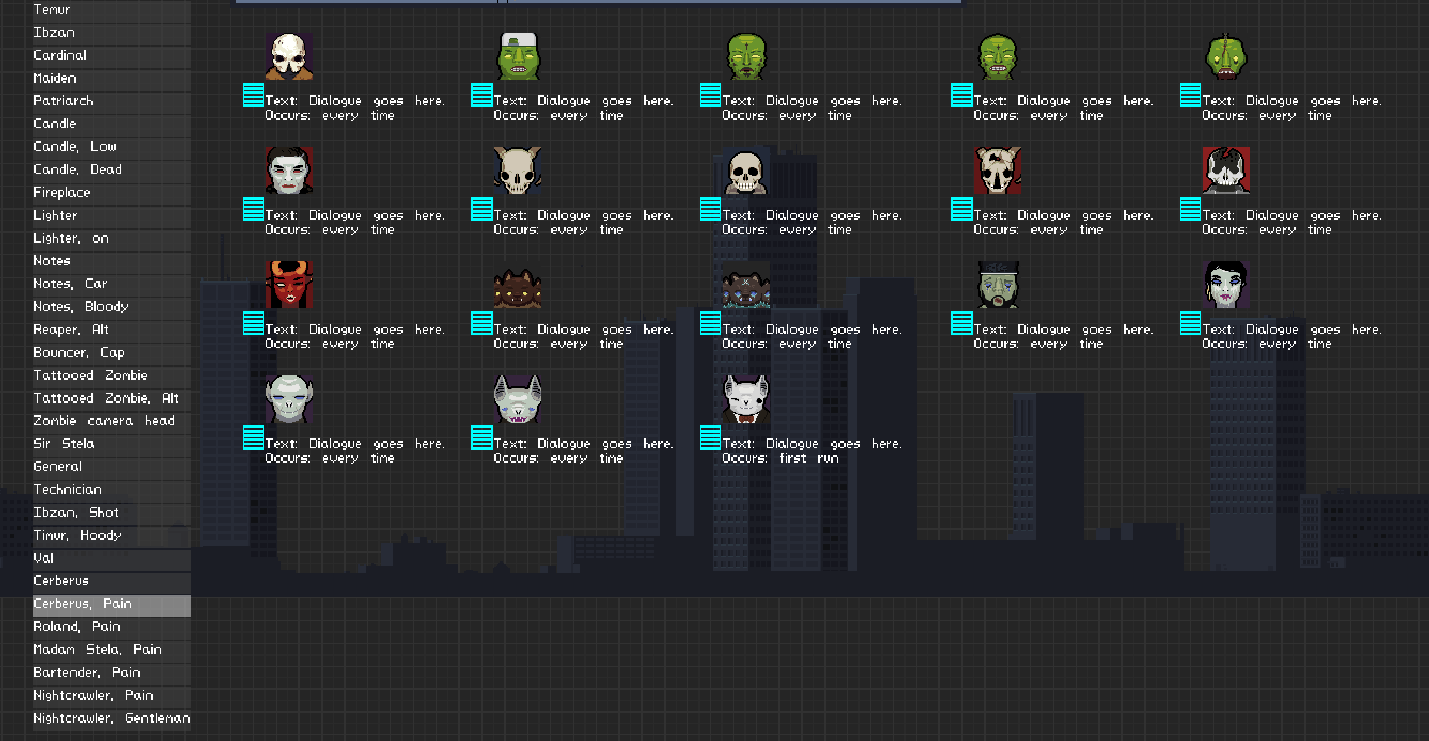 Temur
Ibzan
Cardinal
Maiden
Patriarch
Candle
Candle, Low
Candle, Dead
Fireplace
Lighter
Lighter, on
Notes
Notes, Car
Notes, Bloody
Reaper, Alt
Bouncer, Cap
Tattooed Zombie
Tattooed Zombie, Alt
Zombie camera head
Sir Stela
General
Technician
Ibzan, Shot
Timur, Hoody
Val
Cerberus
Cerberus, Pain
Roland, Pain
Madam Stela, Pain
Bartender, Pain
Nightcrawler, Pain
Nightcrawler, Gentleman
Text: Dialogue goes here.
Occurs: every time
Text: Dialogue goes here.
Occurs: every time
Text: Dialogue goes here.
Occurs: every time
Text: Dialogue goes here.
Occurs: every time
Text: Dialogue goes here.
Occurs: every time
Text: Dialogue goes here.
Occurs: every time
Text: Dialogue goes here.
Occurs: every time
Text: Dialogue goes here.
Occurs: every time
Text: Dialogue goes here.
Occurs: every time
Text: Dialogue goes here.
Occurs: every time
Text: Dialogue goes here.
Occurs: every time
Text: Dialogue goes here.
Occurs: every time
Text: Dialogue goes here.
Occurs: every time
Text: Dialogue goes here.
Occurs: every time
Text: Dialogue goes here.
Occurs: every time
Text: Dialogue goes here.
Occurs: every time
Text: Dialogue goes here.
Occurs: every time
Text: Dialogue goes here.
Occurs: first run